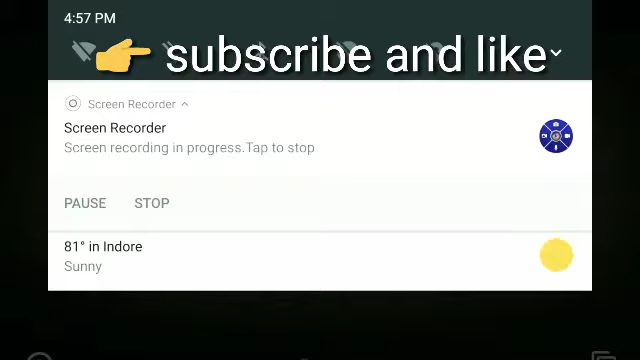 4:57 PM
👉 subscribe and like
Screen Recorder
Screen Recorder
Screen recording in progress.Tap to stop
PAUSE STOP
81° in Indore
Sunny